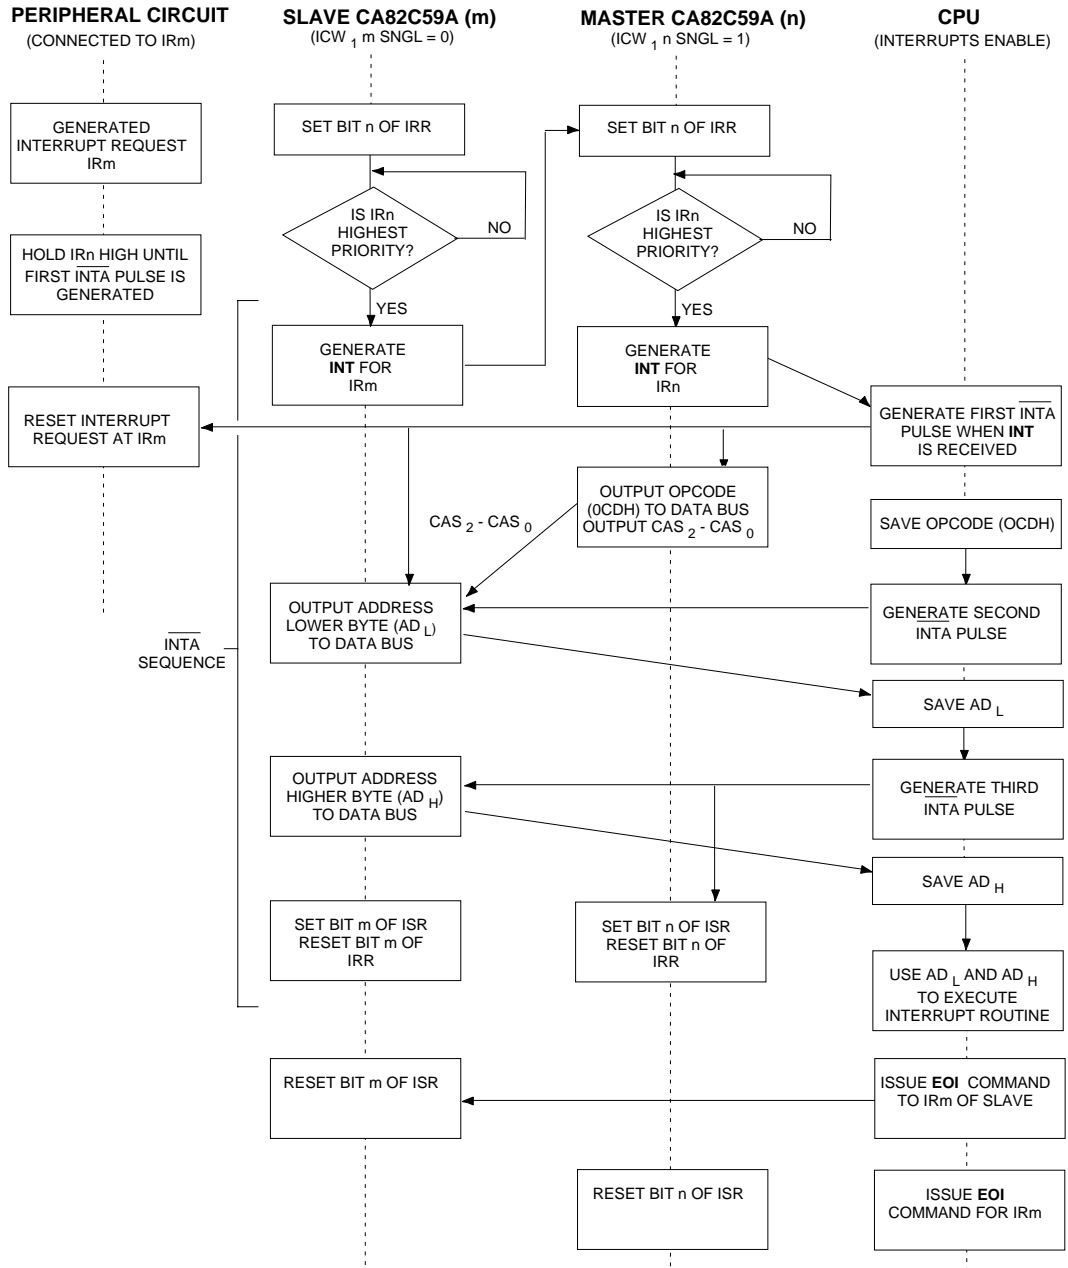 PERIPHERAL CIRCUIT
(CONNECTED TO IRm)
SLAVE CA82C59A (m)
(ICW 1 m SNGL = 0)
MASTER CA82C59A (n)
(ICW 1 n SNGL = 1)
CPU
(INTERRUPTS ENABLE)
GENERATED
INTERRUPT REQUEST
IRm
SET BIT n OF IRR
SET BIT n OF IRR
IS IRn
HIGHEST
PRIORITY?
NO
IS IRn
HIGHEST
PRIORITY?
NO
HOLD IRn HIGH UNTIL
FIRST INTA PULSE IS
GENERATED
YES
YES
GENERATE
INT FOR
IRm
GENERATE
INT FOR
IRn
RESET INTERRUPT
REQUEST AT IRm
GENERATE FIRST INTA
PULSE WHEN INT
IS RECEIVED
OUTPUT OPCODE
(0CDH) TO DATA BUS
OUTPUT CAS 2 - CAS 0
CAS 2 - CAS 0
SAVE OPCODE (OCDH)
OUTPUT ADDRESS
LOWER BYTE (AD L)
TO DATA BUS
GENERATE SECOND
INTA PULSE
INTA
SEQUENCE
SAVE AD L
OUTPUT ADDRESS
HIGHER BYTE (AD H)
TO DATA BUS
GENERATE THIRD
INTA PULSE
SAVE AD H
SET BIT m OF ISR
RESET BIT m OF
IRR
SET BIT n OF ISR
RESET BIT n OF
IRR
USE AD L AND AD H
TO EXECUTE
INTERRUPT ROUTINE
RESET BIT m OF ISR
ISSUE EOI COMMAND
TO IRm OF SLAVE
RESET BIT n OF ISR
ISSUE EOI
COMMAND FOR IRm